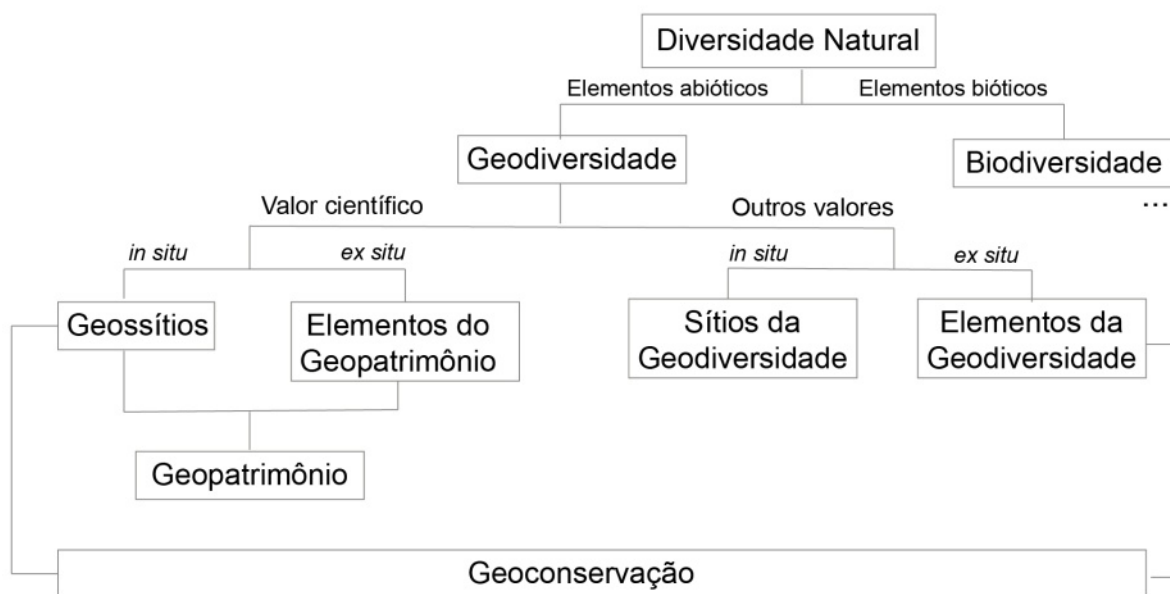 Diversidade Natural
Elementos abióticos
Elementos bióticos
Geodiversidade
Biodiversidade
...
Valor científico
Outros valores
in situ
ex situ
in situ
ex situ
Geossítios
Elementos do
Geopatrimônio
Sítios da
Geodiversidade
Elementos da
Geodiversidade
Geopatrimônio
Geoconservação